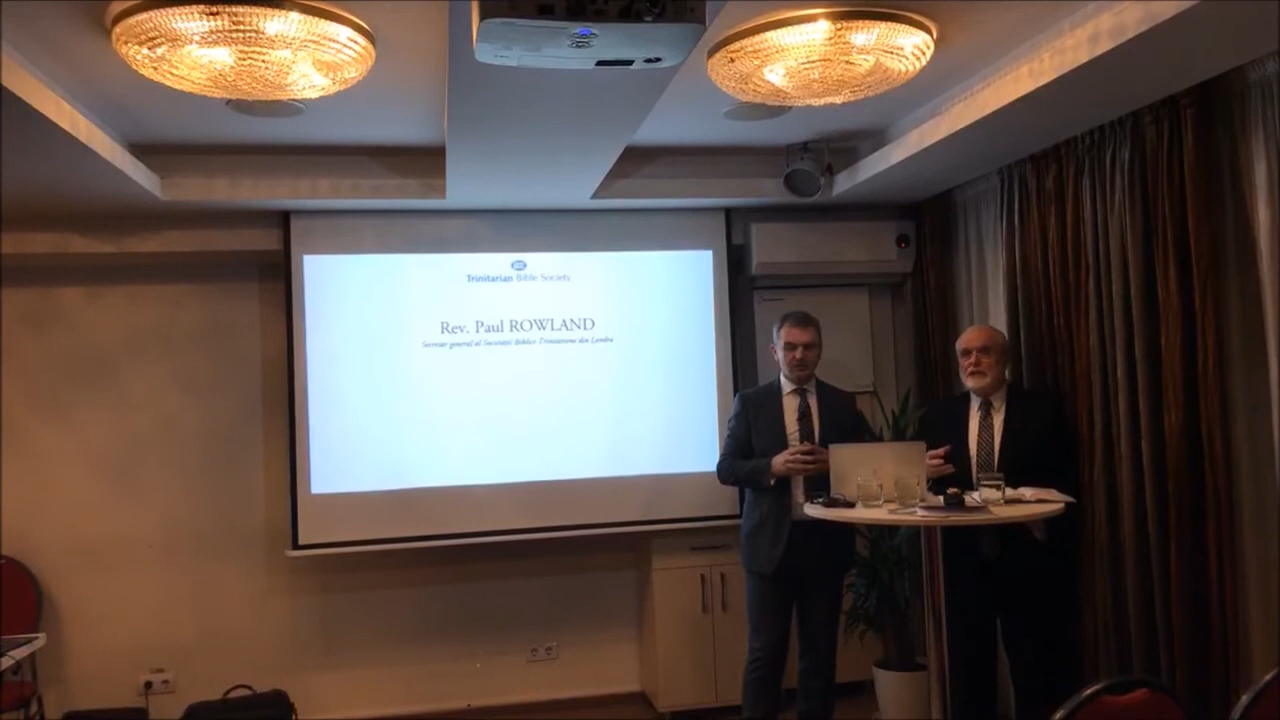 Trinitarian Bible Society
Rev. Paul ROWLAND
Secretar general al Societății Biblice Trinitariene din Londra